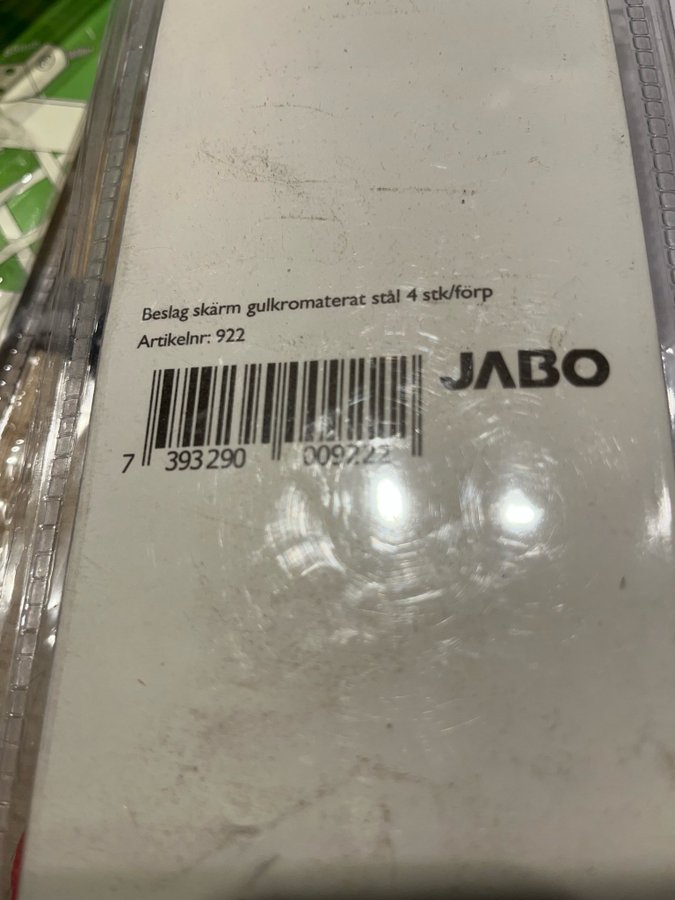 Beslag skärm gulkromaterat stål 4 stk/förp
Artikelnr: 922
JABO
7 393290 009222